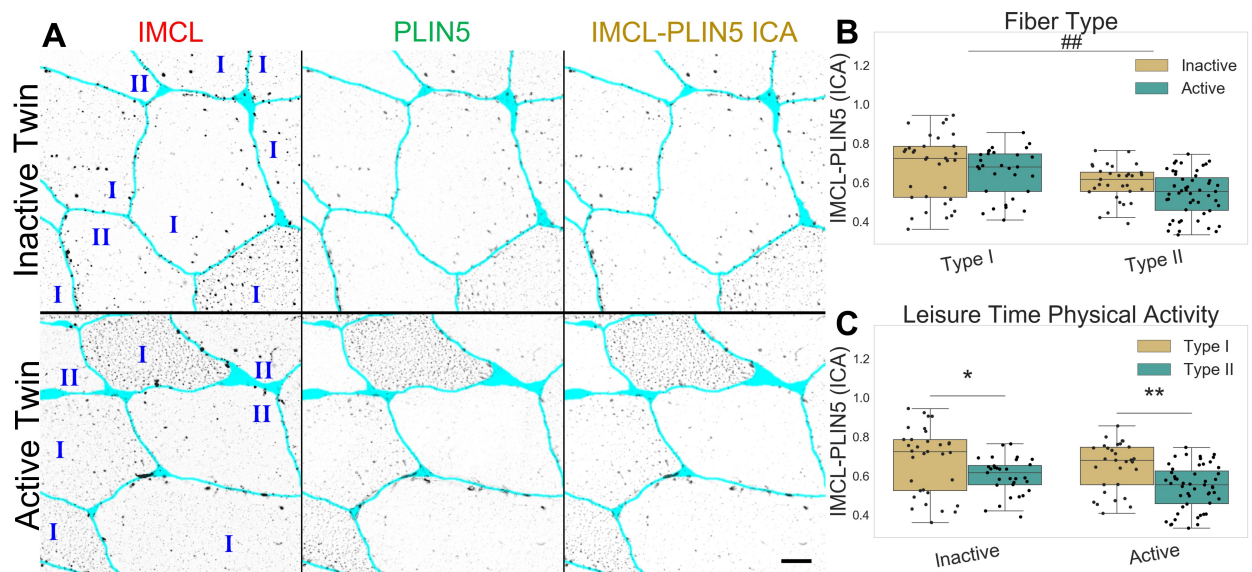 A
IMCL
PLIN5
IMCL-PLIN5 ICA
Inactive Twin
II
I
I
I
I
I
II
I
I
Active Twin
I
II
II
II
I
I
I
B
Fiber Type
##
Inactive
Active
IMCL-PLIN5 (ICA)
1.2
1.0
0.8
0.6
0.4
Type I
Type II
C
Leisure Time Physical Activity
Type I
Type II
*
**
IMCL-PLIN5 (ICA)
1.2
1.0
0.8
0.6
0.4
Inactive
Active